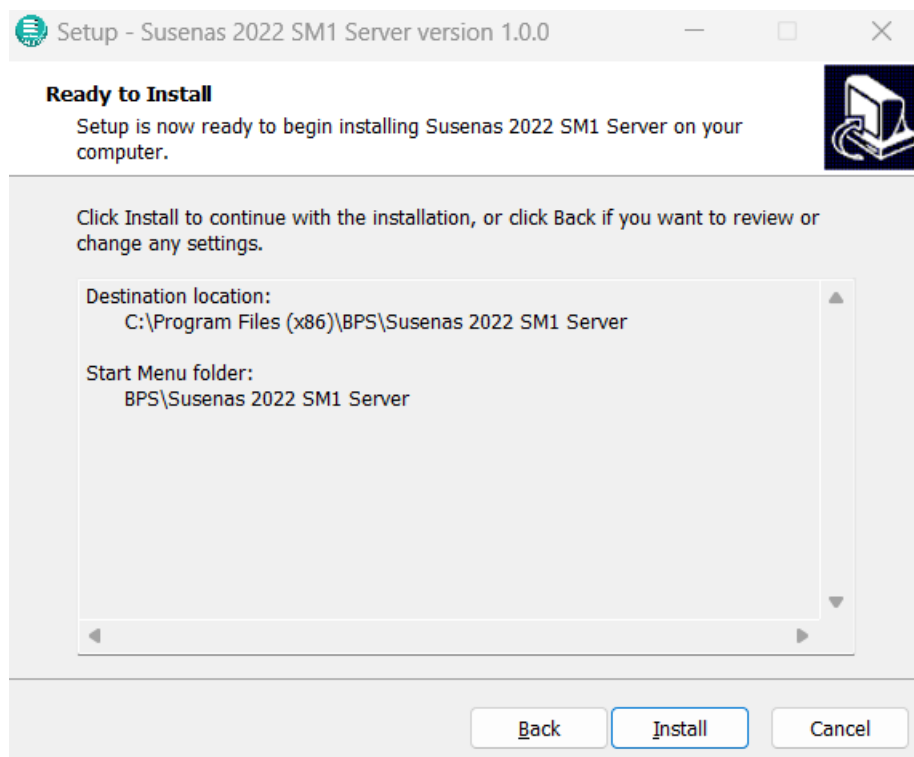 Setup - Susenas 2022 SM1 Server version 1.0.0
Ready to Install
Setup is now ready to begin installing Susenas 2022 SM1 Server on your
computer.
Click Install to continue with the installation, or click Back if you want to review or
change any settings.
Destination location:
C:\Program Files (x86)\BPS\Susenas 2022 SM1 Server
Start Menu folder:
BPS\Susenas 2022 SM1 Server
Back Install Cancel